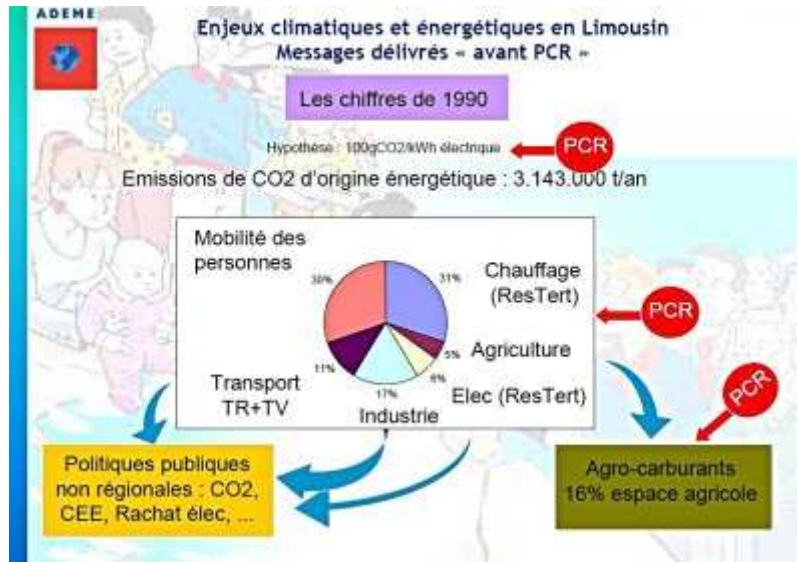 ADEME
Enjeux climatiques et énergétiques en Limousin
Messages délivrés « avant PCR »
Les chiffres de 1990
Hypothèse : 100gCO2/kWh électrique
PCR
Emissions de CO2 d'origine énergétique : 3.143.000 t/an
Mobilité des
personnes
30%
31%
Chauffage
(ResTert)
PCR
5%
Agriculture
6%
Elec (ResTert)
11%
Transport
TR+TV
17%
Industrie
PCR
Politiques publiques
non régionales : CO2,
CEE, Rachat élec, ...
Agro-carburants
16% espace agricole